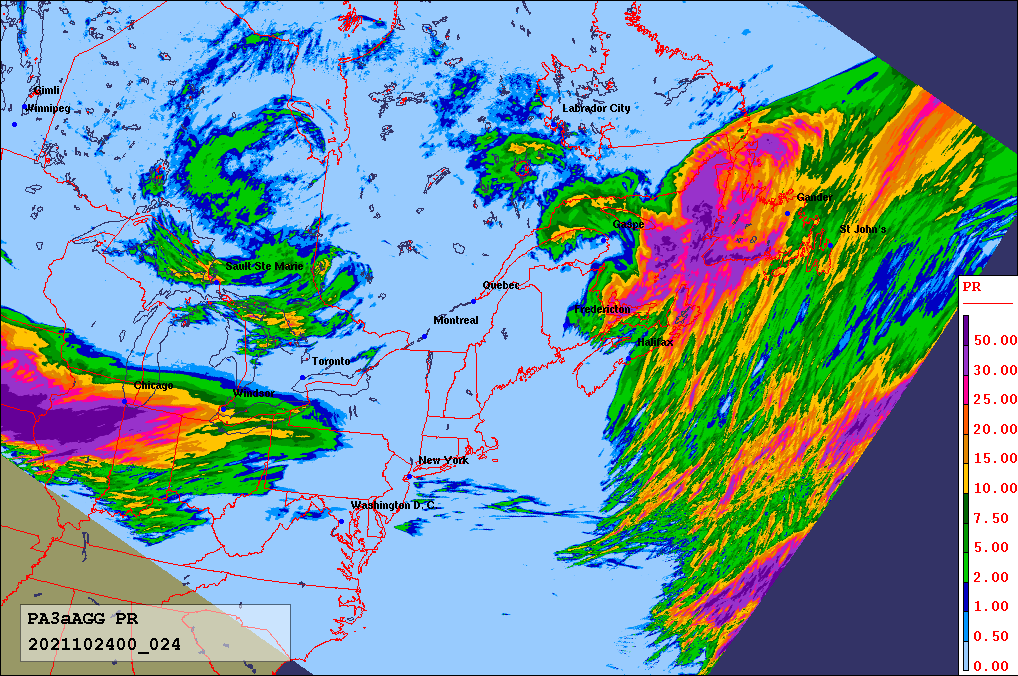 Gimli
Winnipeg
Labrador City
Gander
Gaspe
St John's
Sault Ste Marie
Quebec
PR
Fredericton
Montreal
Halifax
50.00
Toronto
30.00
Chicago
Windsor
25.00
20.00
New York
15.00
10.00
Washington D. C.
7.50
5.00
2.00
1.00
PA3aAGG PR
0.50
2021102400_024
0.00